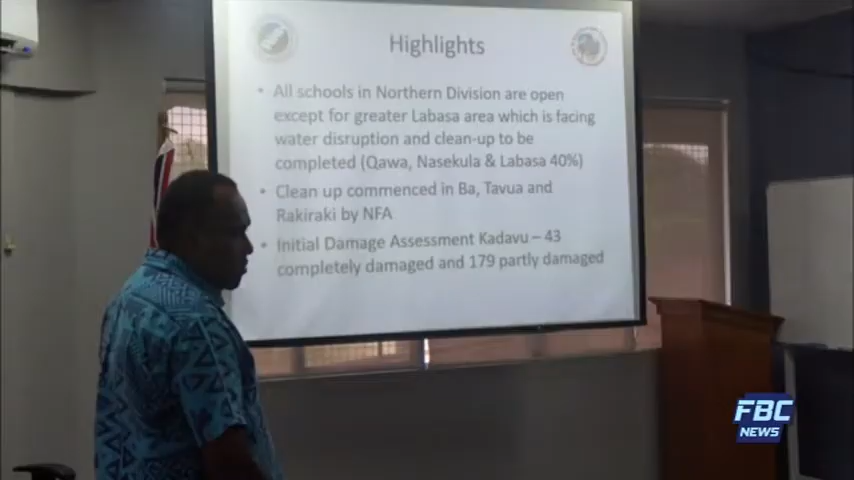 Highlights
• All schools in Northern Division are open
except for greater Labasa area which is facing
water disruption and clean-up to be
completed (Qawa, Nasekula & Labasa 40%)
• Clean up commenced in Ba, Tavua and
Rakiraki by NFA
• Initial Damage Assessment Kadavu – 43
completely damaged and 179 partly damaged
FBC
NEWS